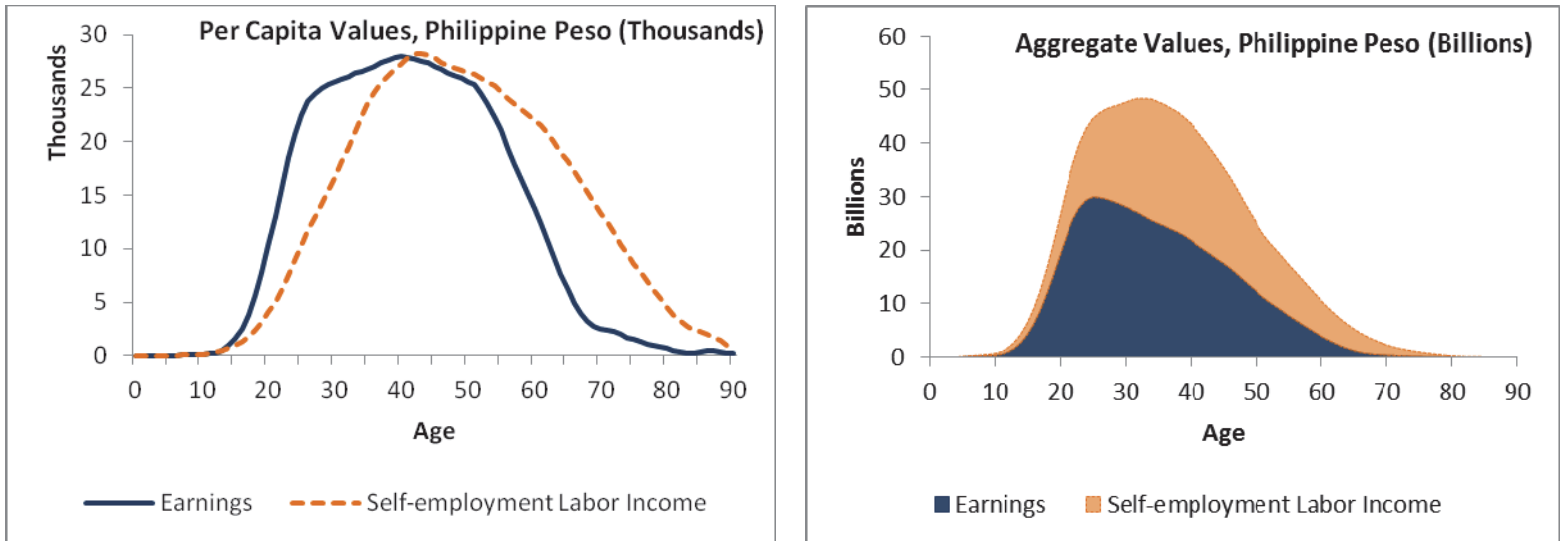 Per Capita Values, Philippine Peso (Thousands)
Thousands
30
25
20
15
10
5
0
0 10 20 30 40 50 60 70 80 90
Age
Earnings Self-employment Labor Income
Aggregate Values, Philippine Peso (Billions)
Billions
60
50
40
30
20
10
0
0 10 20 30 40 50 60 70 80 90
Age
Earnings Self-employment Labor Income